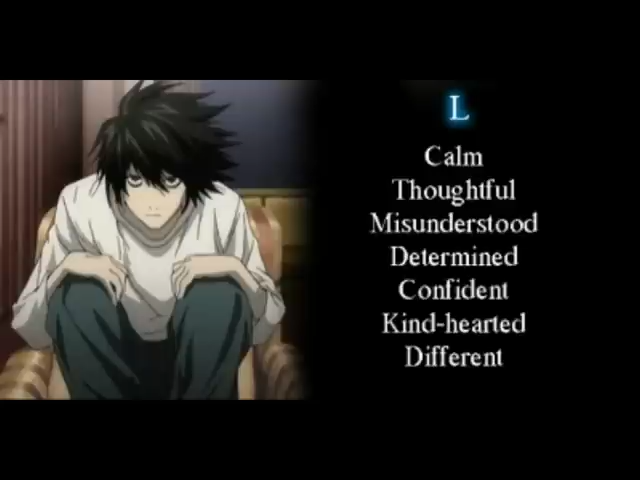 L
Calm
Thoughtful
Misunderstood
Determined
Confident
Kind-hearted
Different